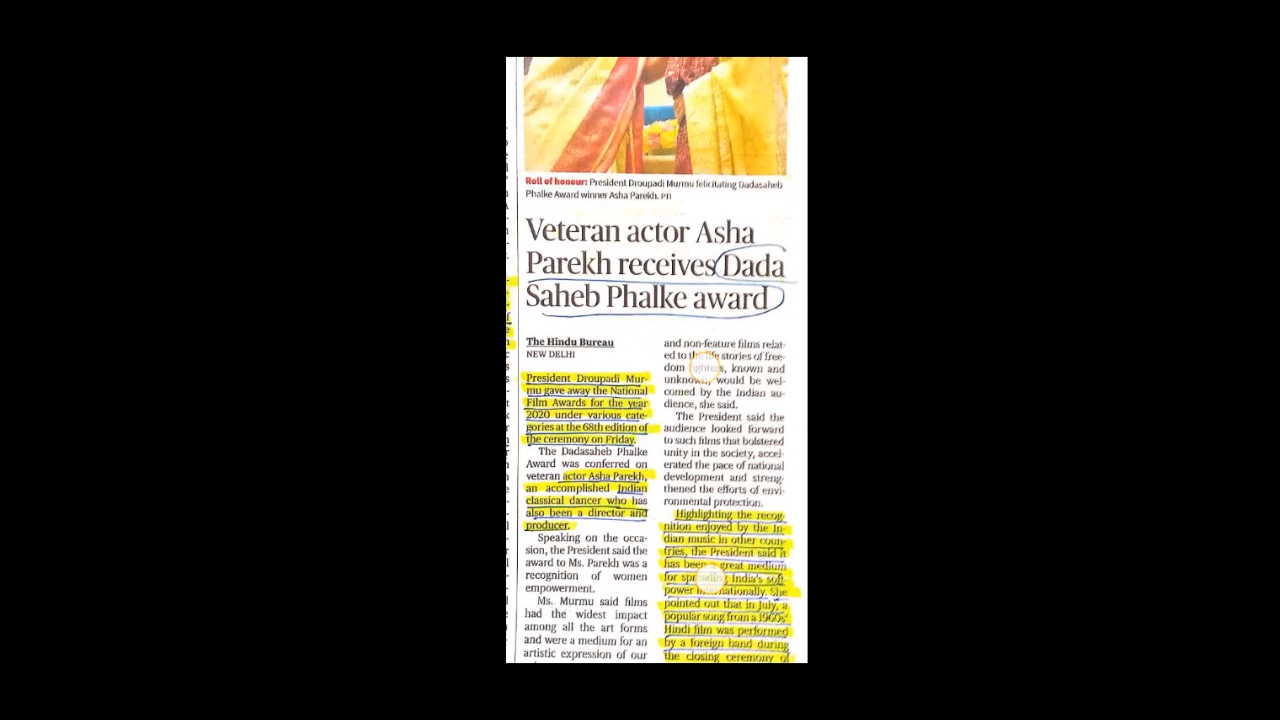 Roll of honour: President Droupadi Murmu felicitating Dadasaheb
Phalke Award winner Asha Parekh. PTI
Veteran actor Asha
Parekh receives Dada
Saheb Phalke award
The Hindu Bureau
NEW DELHI
President Droupadi Mur-
mu gave away the National
Film Awards for the year
2020 under various cate-
gories at the 68th edition of
the ceremony on Friday.
The Dadasaheb Phalke
Award was conferred on
veteran actor Asha Parekh,
an accomplished Indian
classical dancer who has
also been a director and
producer.
Speaking on the occa-
sion, the President said the
award to Ms. Parekh was a
recognition of women
empowerment.
Ms. Murmu said films
had the widest impact
among all the art forms
and were a medium for an
artistic expression of our
and non-feature films relat-
ed to the life stories of free-
dom fighters, known and
unknown, would be wel-
comed by the Indian au-
dience, she said.
The President said the
audience looked forward
to such films that bolstered
unity in the society, accel-
erated the pace of national
development and streng-
thened the efforts of envi-
ronmental protection.
Highlighting the recog-
nition enjoyed by the In-
dian music in other coun-
tries, the President said it
has been a great medium
for spreading India's soft
power internationally. She
pointed out that in July, a
popular song from a 1960s'
Hindi film was performed
by a foreign band during
the closing ceremony of